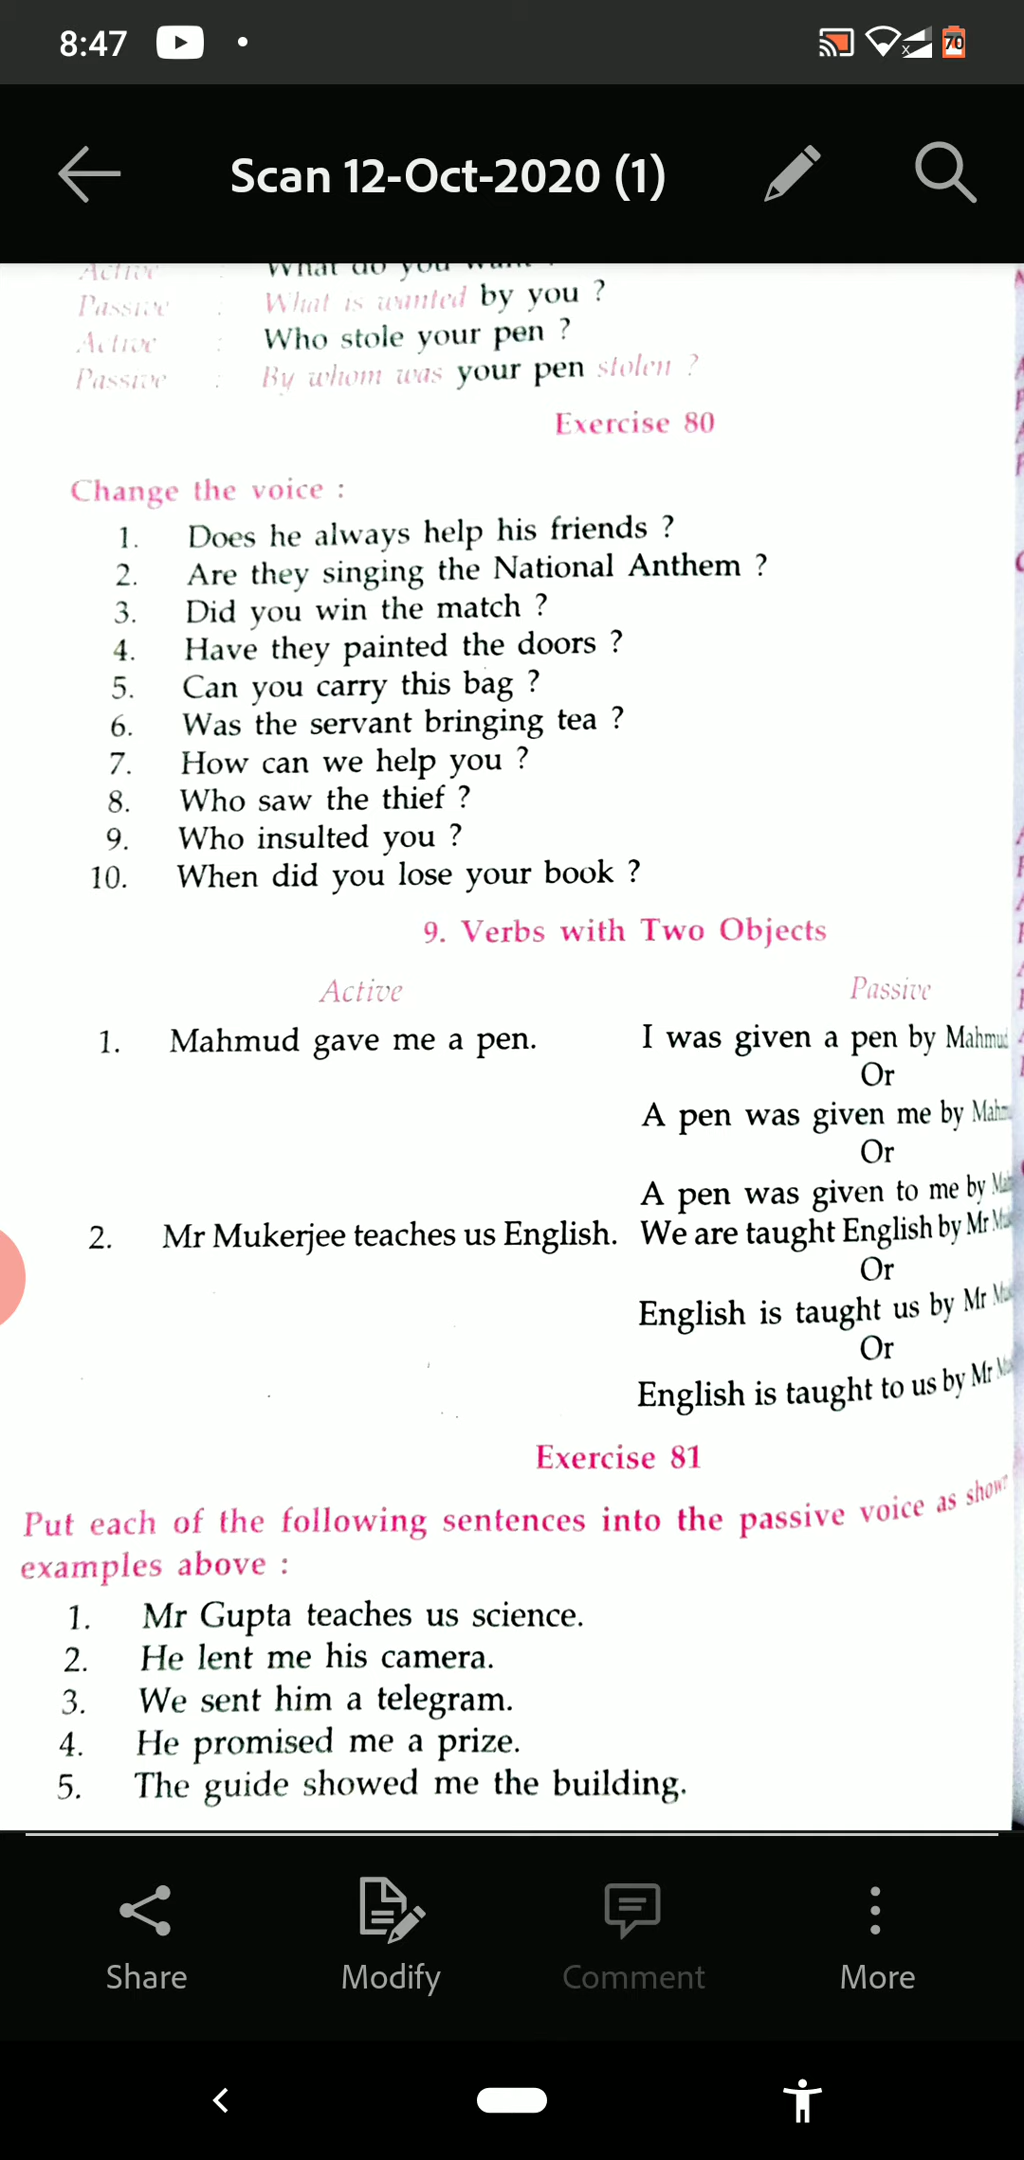 8:47
70
Scan 12-Oct-2020 (1)
Active What do you want ?
Passive : What is wanted by you ?
Active : Who stole your pen ?
Passive : By whom was your pen stolen ?
Exercise 80
Change the voice :
1. Does he always help his friends ?
2. Are they singing the National Anthem ?
3. Did you win the match ?
4. Have they painted the doors ?
5. Can you carry this bag ?
6. Was the servant bringing tea ?
7. How can we help you ?
8. Who saw the thief ?
9. Who insulted you ?
10. When did you lose your book ?
9. Verbs with Two Objects
Active Passive
1. Mahmud gave me a pen. I was given a pen by Mahmud
Or
A pen was given me by
Or
A pen was given to me by
2. Mr Mukerjee teaches us English. We are taught English by Mr
Or
English is taught us by Mr
Or
English is taught to us by Mr
Exercise 81
Put each of the following sentences into the passive voice as
examples above :
1. Mr Gupta teaches us science.
2. He lent me his camera.
3. We sent him a telegram.
4. He promised me a prize.
5. The guide showed me the building.
Share Modify Comment More